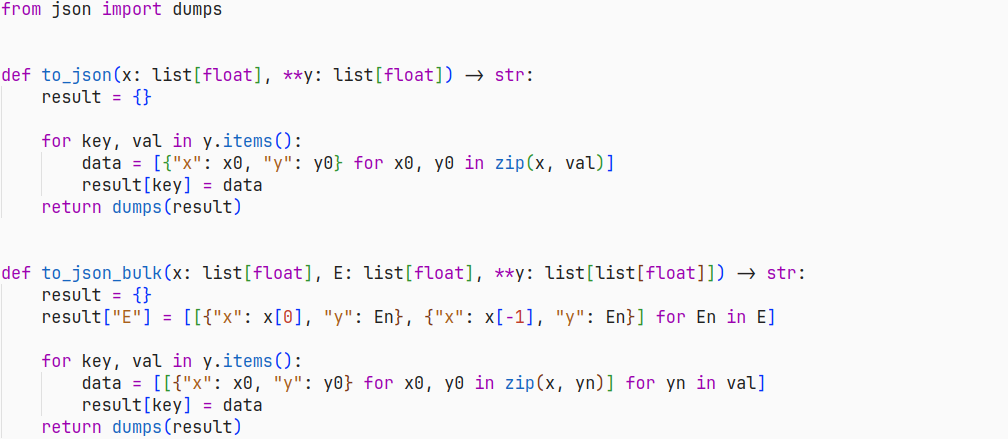 from json import dumps
def to_json(x: list[float], **y: list[float]) -> str:
    result = {}
    for key, val in y.items():
        data = [{"x": x0, "y": y0} for x0, y0 in zip(x, val)]
        result[key] = data
    return dumps(result)
def to_json_bulk(x: list[float], E: list[float], **y: list[list[float]]) -> str:
    result = {}
    result["E"] = [[{"x": x[0], "y": En}, {"x": x[-1], "y": En}] for En in E]
    for key, val in y.items():
        data = [[{"x": x0, "y": y0} for x0, y0 in zip(x, yn)] for yn in val]
        result[key] = data
    return dumps(result)